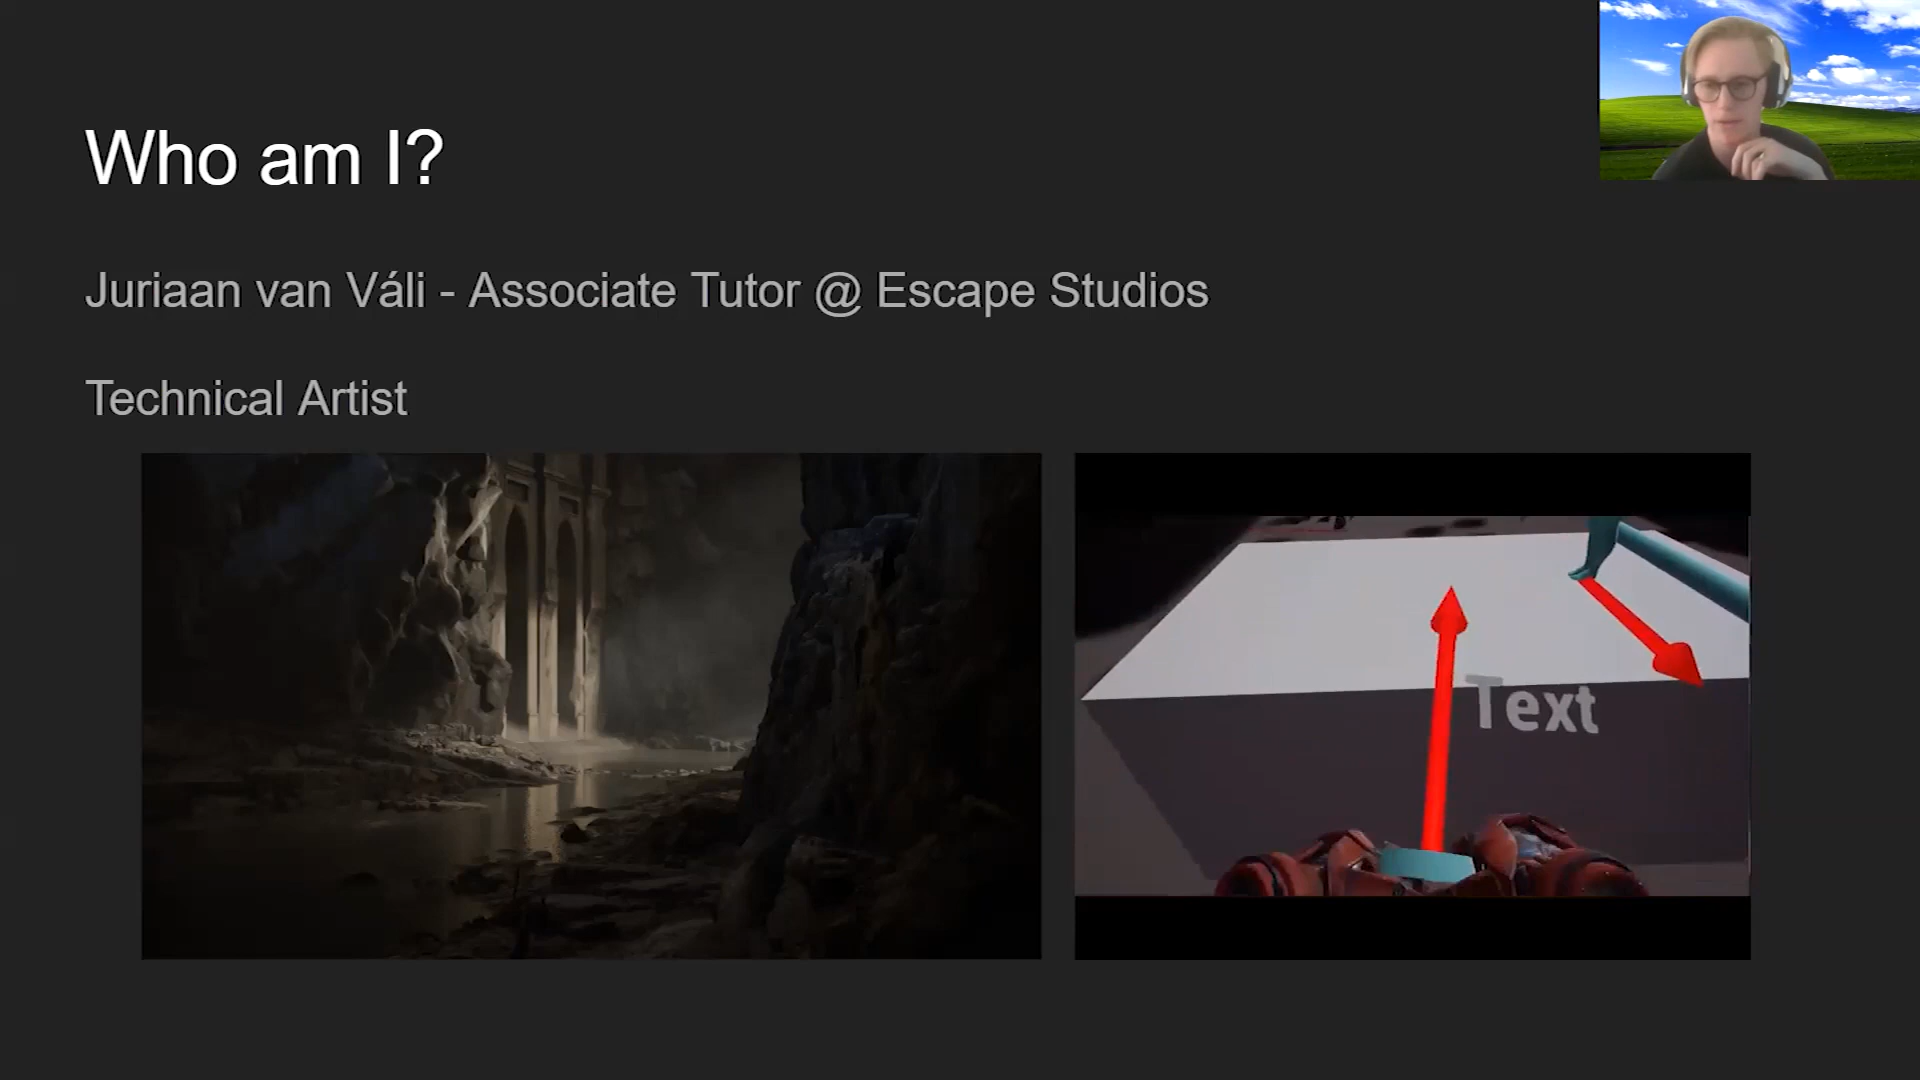 Who am I?
Juriaan van Váli - Associate Tutor @ Escape Studios
Technical Artist
Text